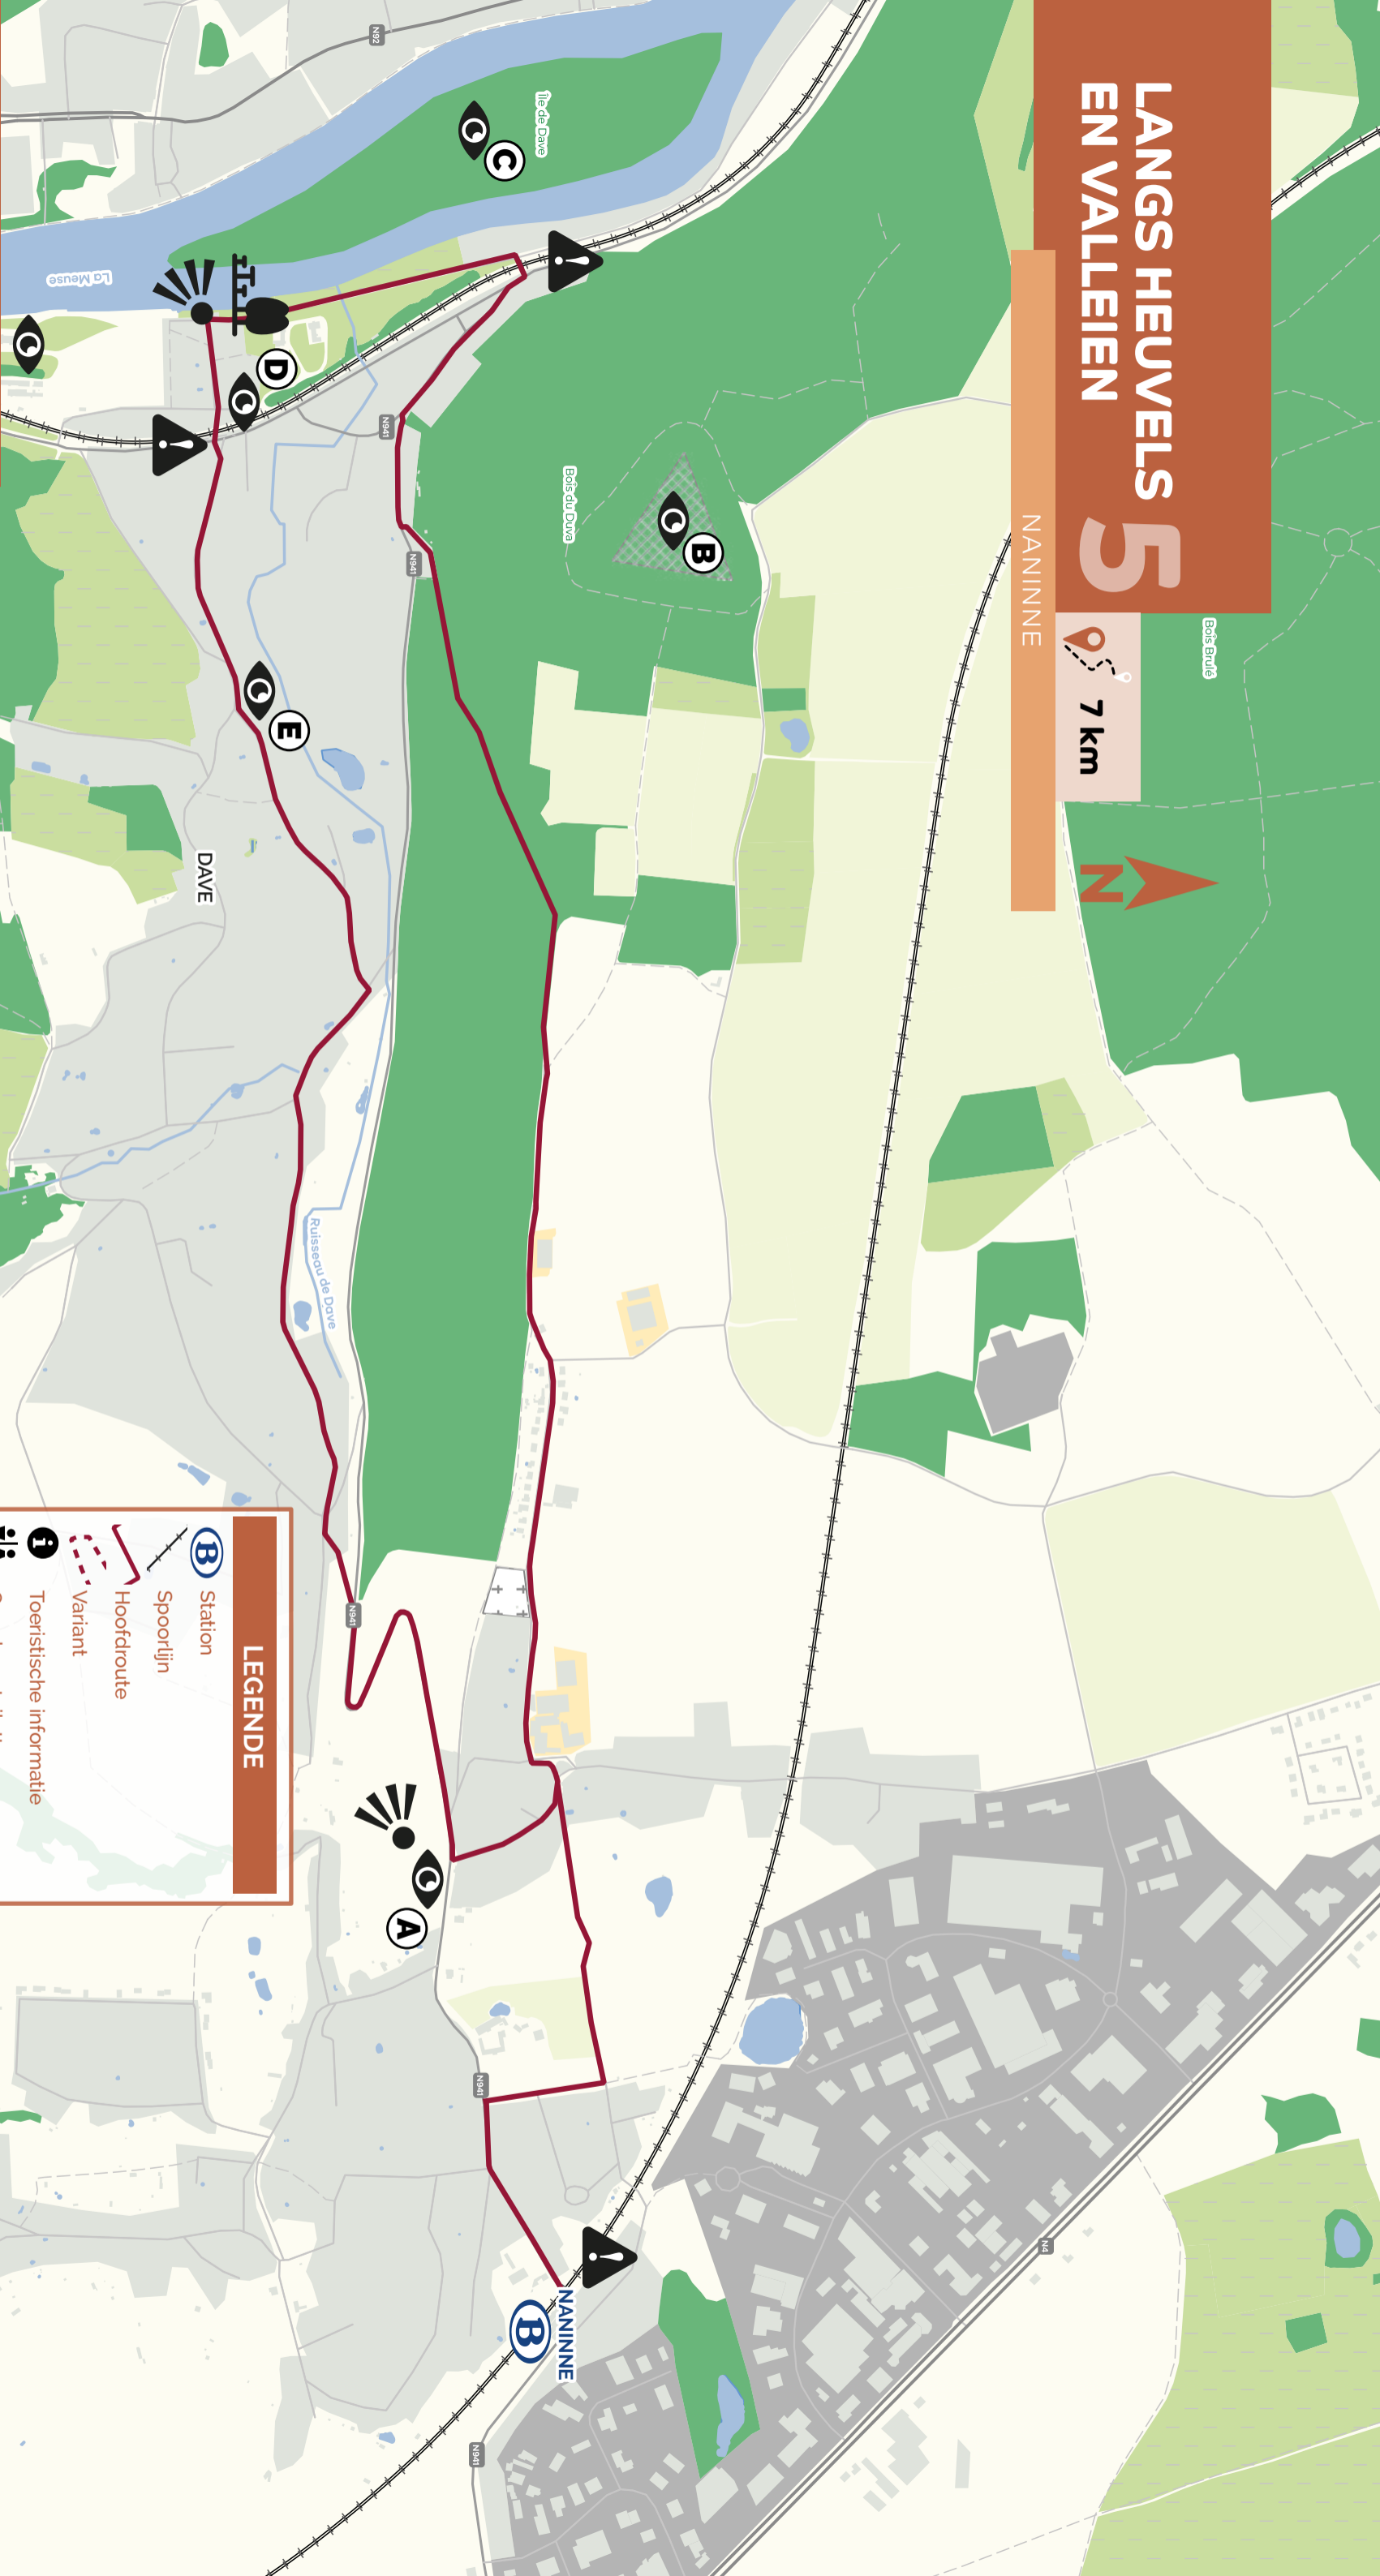 LANGS HEUVELS
EN VALLEIEN
5
NANINNE
7 km
N
Bois Brulé
N92
Île de Dave
C
La Meuse
D
N941
N941
Bois du Duva
B
E
DAVE
Ruisseau de Dave
N941
A
N941
N4
NANINNE
B
N941
LEGENDE
B Station
Spoorlijn
Hoofdroute
Variant
i Toeristische informatie